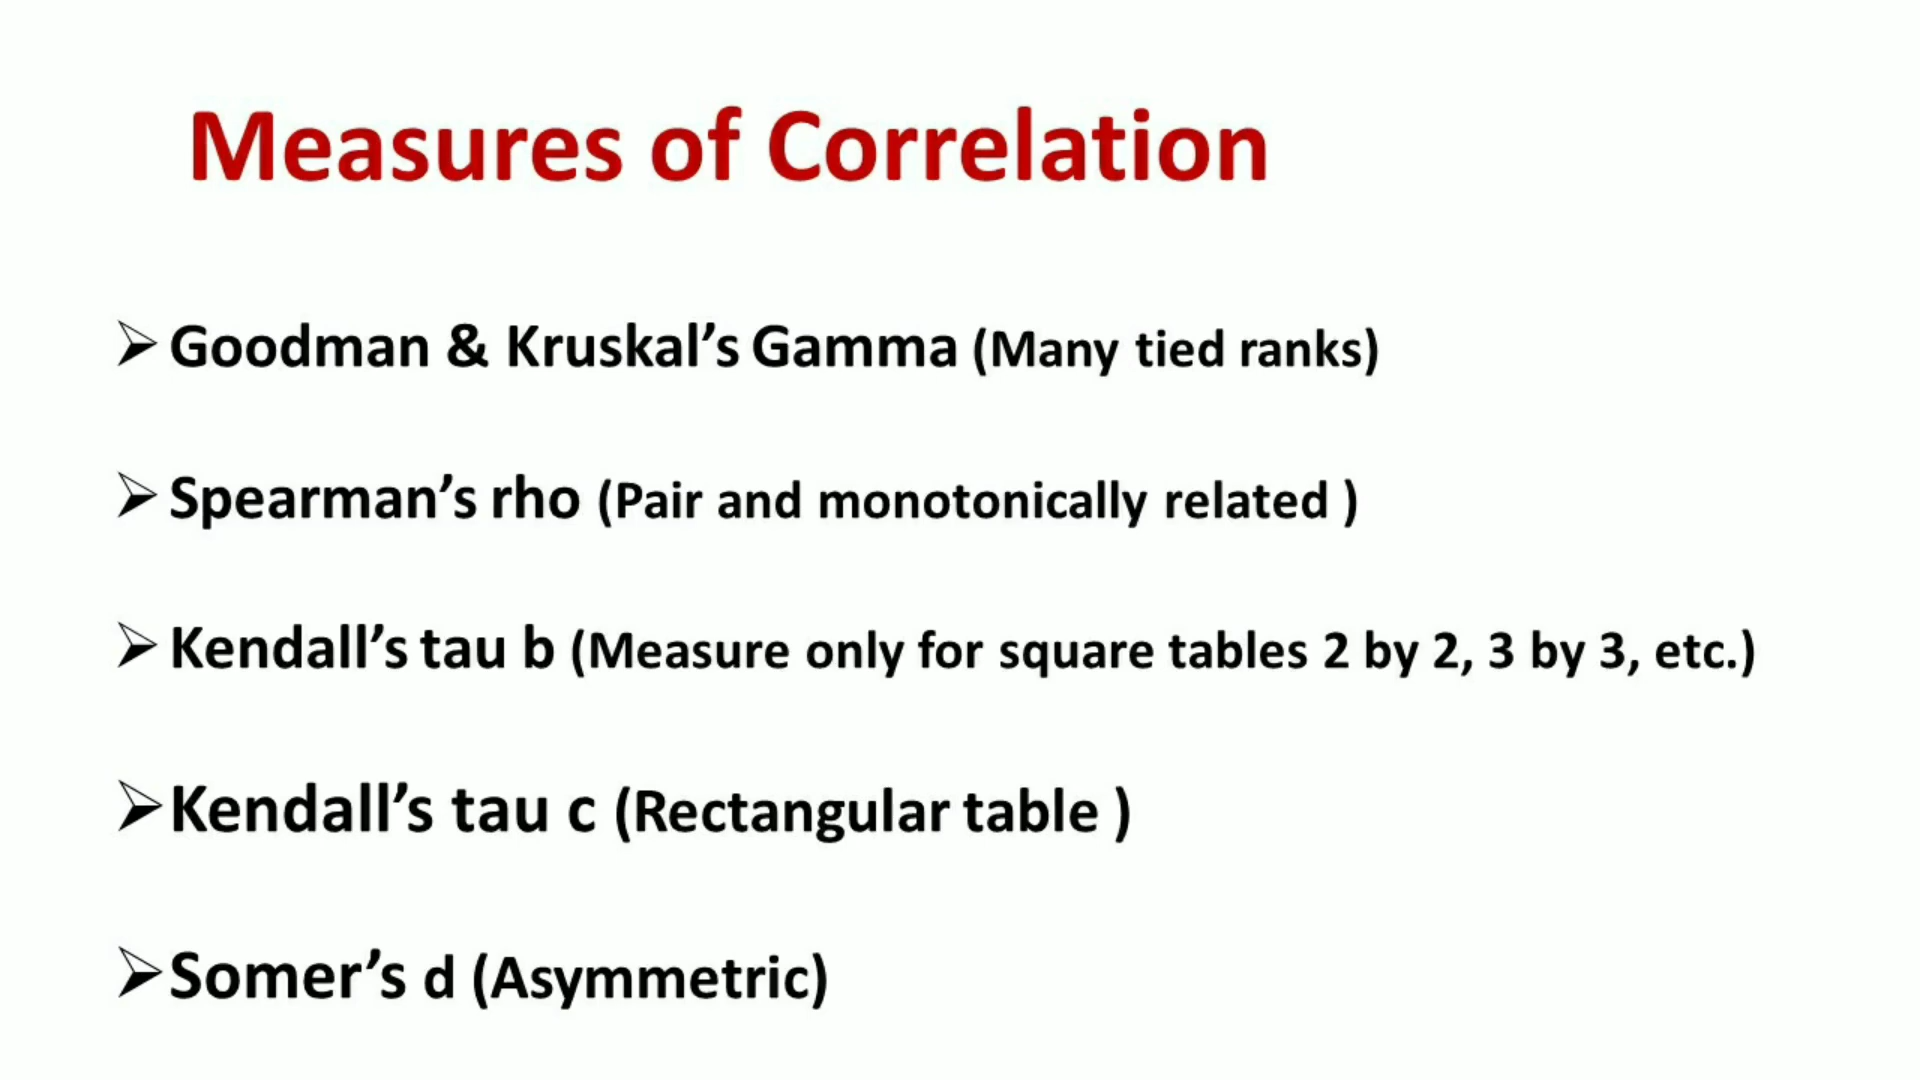 Measures of Correlation
➢ Goodman & Kruskal’s Gamma (Many tied ranks)
➢ Spearman’s rho (Pair and monotonically related )
➢ Kendall’s tau b (Measure only for square tables 2 by 2, 3 by 3, etc.)
➢ Kendall’s tau c (Rectangular table )
➢ Somer’s d (Asymmetric)